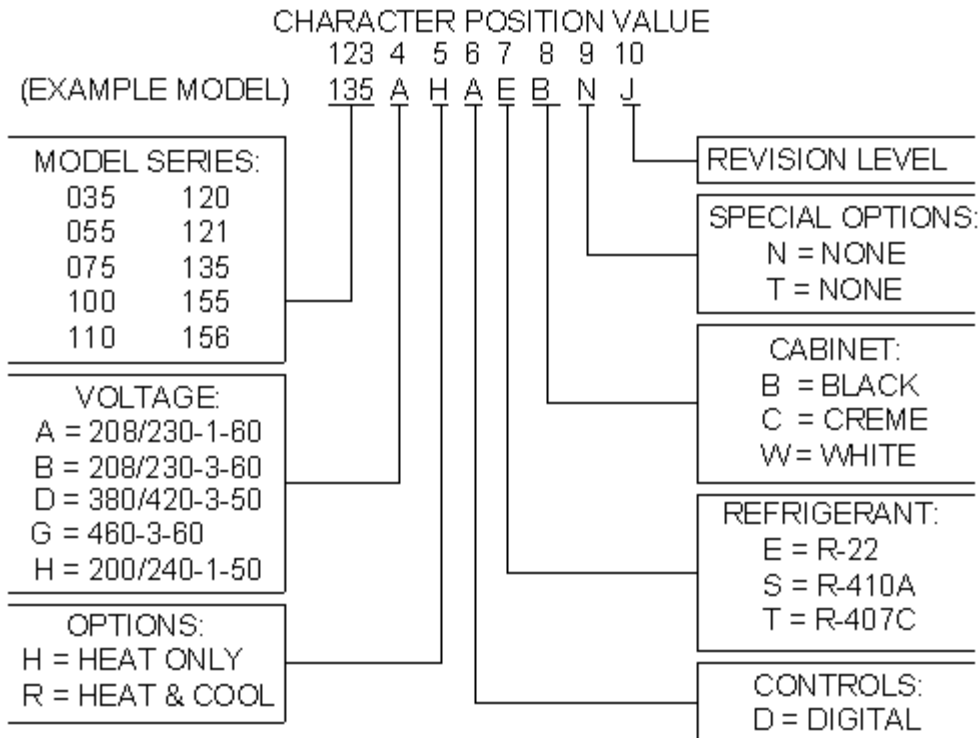 CHARACTER POSITION VALUE
123 4 5 6 7 8 9 10
(EXAMPLE MODEL) 135 A H A E B N J
MODEL SERIES:
035 120
055 121
075 135
100 155
110 156
VOLTAGE:
A = 208/230-1-60
B = 208/230-3-60
D = 380/420-3-50
G = 460-3-60
H = 200/240-1-50
OPTIONS:
H = HEAT ONLY
R = HEAT & COOL
REVISION LEVEL
SPECIAL OPTIONS:
N = NONE
T = NONE
CABINET:
B = BLACK
C = CREME
W = WHITE
REFRIGERANT:
E = R-22
S = R-410A
T = R-407C
CONTROLS:
D = DIGITAL